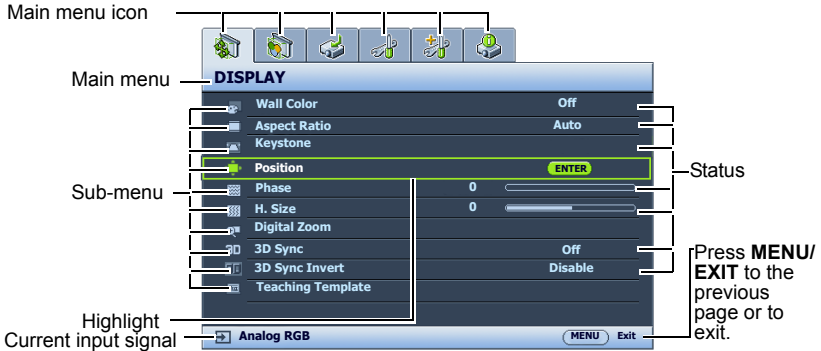 Main menu icon
Main menu
DISPLAY
Wall Color Off
Aspect Ratio Auto
Keystone
Position ENTER
Phase 0
H. Size 0
Digital Zoom
3D Sync Off
3D Sync Invert Disable
Teaching Template
Sub-menu
Status
Highlight
Current input signal
Analog RGB
MENU Exit
Press MENU/
EXIT to the
previous
page or to
exit.